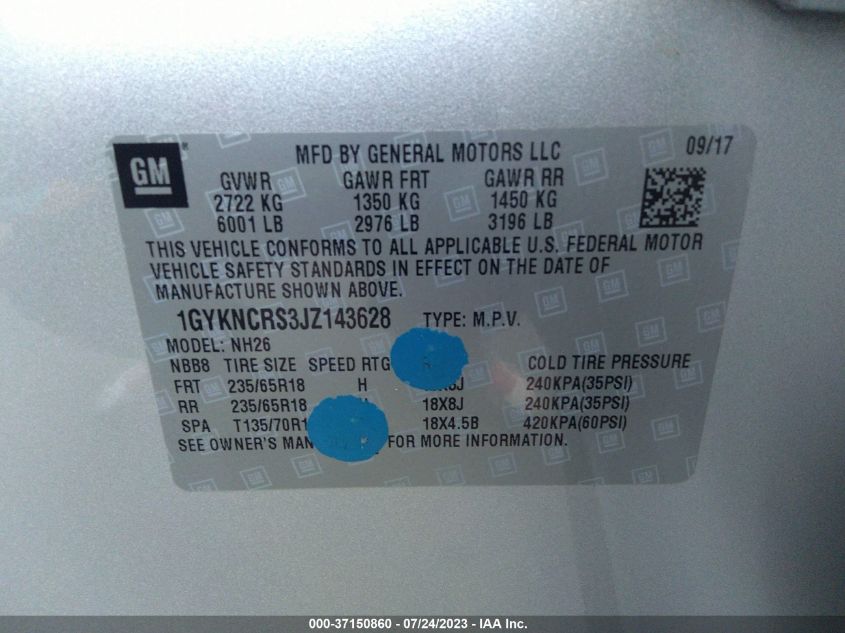 GM ® MFD BY GENERAL MOTORS LLC 09/17
GVWR GAWR FRT GAWR RR
2722 KG 1350 KG 1450 KG
6001 LB 2976 LB 3196 LB
THIS VEHICLE CONFORMS TO ALL APPLICABLE U.S. FEDERAL MOTOR
VEHICLE SAFETY STANDARDS IN EFFECT ON THE DATE OF
MANUFACTURE SHOWN ABOVE.
1GYKNCRS3JZ143628 TYPE: M.P.V.
MODEL: NH26
NBB8 TIRE SIZE SPEED RTG COLD TIRE PRESSURE
FRT 235/65R18 H 240KPA(35PSI)
RR 235/65R18 18X8J 240KPA(35PSI)
SPA 18X4.5B 420KPA(60PSI)
SEE OWNER'S FOR MORE INFORMATION.
000-37150860 - 07/24/2023 - IAA Inc.